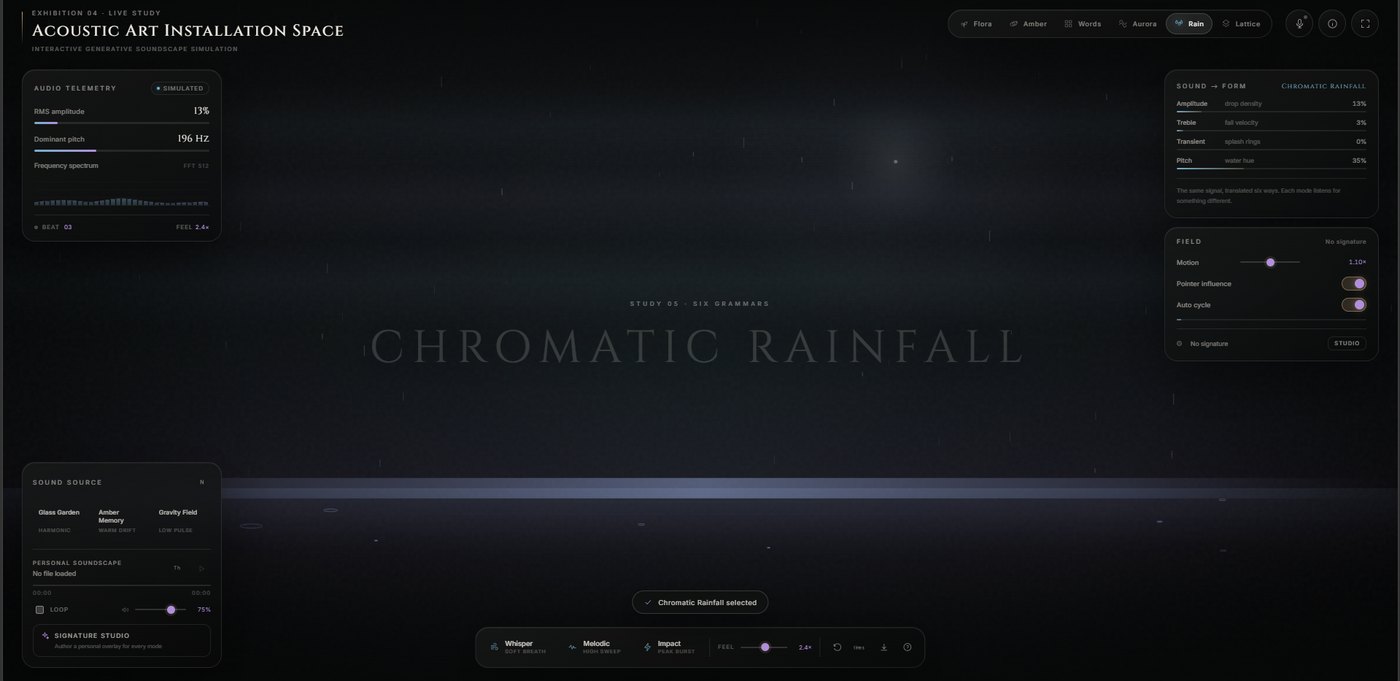 EXHIBITION 04 · LIVE STUDY
ACOUSTIC ART INSTALLATION SPACE
INTERACTIVE GENERATIVE SOUNDSCAPE SIMULATION
Flora
Amber
Words
Aurora
Rain
Lattice
AUDIO TELEMETRY
SIMULATED
RMS amplitude
13%
Dominant pitch
196 HZ
Frequency spectrum
FFT 512
BEAT 03
FEEL 2.4×
SOUND → FORM
CHROMATIC RAINFALL
Amplitude drop density 13%
Treble fall velocity 3%
Transient splash rings 0%
Pitch water hue 35%
The same signal, translated six ways. Each mode listens for
something different.
FIELD
No signature
Motion
1.10×
Pointer influence
Auto cycle
No signature
STUDIO
STUDY 05 · SIX GRAMMARS
CHROMATIC RAINFALL
SOUND SOURCE
N
Glass Garden
HARMONIC
Amber
Memory
WARM DRIFT
Gravity Field
LOW PULSE
PERSONAL SOUNDSCAPE
No file loaded
Th
00:00
00:00
LOOP
75%
SIGNATURE STUDIO
Author a personal overlay for every mode
Chromatic Rainfall selected
Whisper
SOFT BREATH
Melodic
HIGH SWEEP
Impact
PEAK BURST
FEEL
2.4×